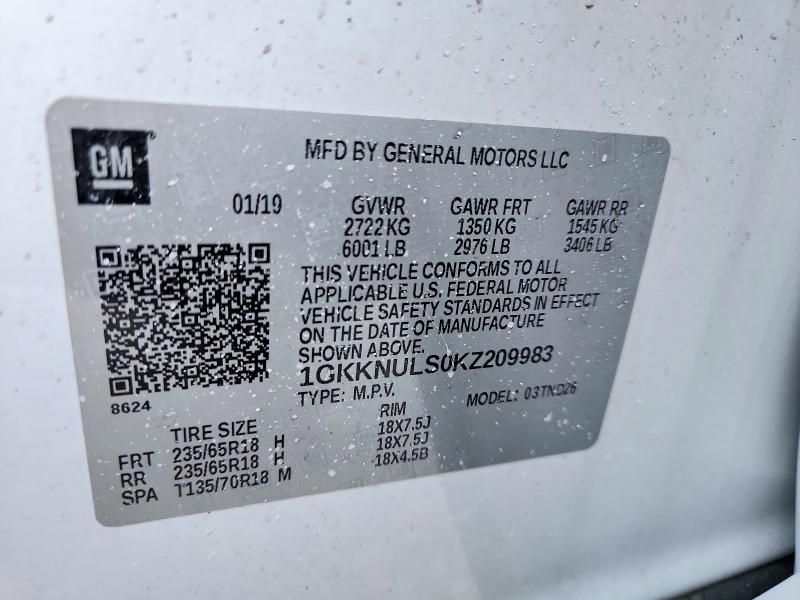 GM
MFD BY GENERAL MOTORS LLC
01/19 GVWR GAWR FRT GAWR RR
2722 KG 1350 KG 1545 KG
6001 LB 2976 LB 3406 LB
THIS VEHICLE CONFORMS TO ALL
APPLICABLE U.S. FEDERAL MOTOR
VEHICLE SAFETY STANDARDS IN EFFECT
ON THE DATE OF MANUFACTURE
SHOWN ABOVE.
1GKKNULS0KZ209983
TYPE: M.P.V. MODEL: 03TND26
8624
TIRE SIZE RIM
FRT 235/65R18 H 18X7.5J
RR 235/65R18 H 18X7.5J
SPA T135/70R18 M 18X4.5B